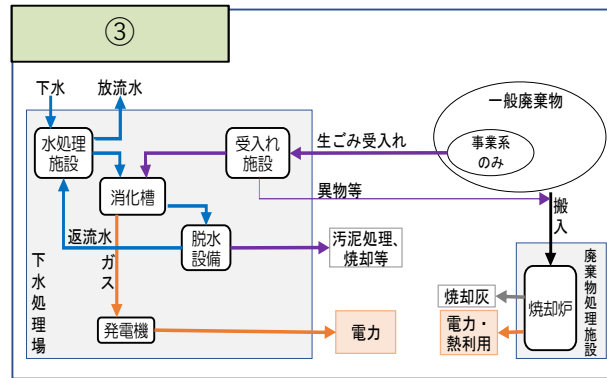 ③
下水
放流水
一般廃棄物
水処理
施設
受入れ
施設
生ごみ受入れ
事業系
のみ
消化槽
異物等
搬入
返流水
脱水
設備
汚泥処理、
焼却等
ガス
下水処理場
発電機
電力
焼却灰
電力・
熱利用
焼却炉
廃棄物処理施設